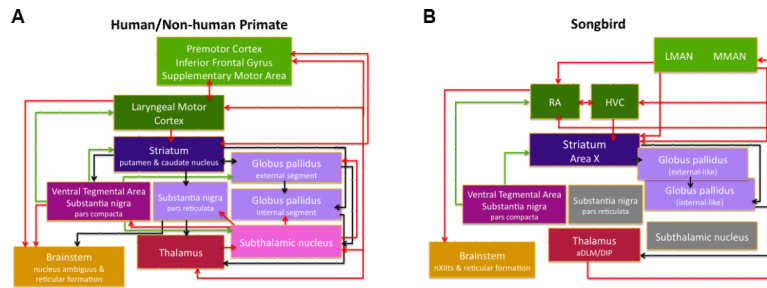 A
Human/Non-human Primate
Premotor Cortex
Inferior Frontal Gyrus
Supplementary Motor Area
Laryngeal Motor
Cortex
Striatum
putamen & caudate nucleus
Globus pallidus
external segment
Ventral Tegmental Area
Substantia nigra
pars compacta
Substantia nigra
pars reticulata
Globus pallidus
internal segment
Subthalamic nucleus
Brainstem
nucleus ambiguus &
reticular formation
Thalamus
B
Songbird
LMAN MMAN
RA
HVC
Striatum
Area X
Globus pallidus
(external-like)
Ventral Tegmental Area
Substantia nigra
pars compacta
Substantia nigra
pars reticulata
Globus pallidus
(internal-like)
Subthalamic nucleus
Brainstem
nXIIts & reticular formation
Thalamus
aDLM/DIP